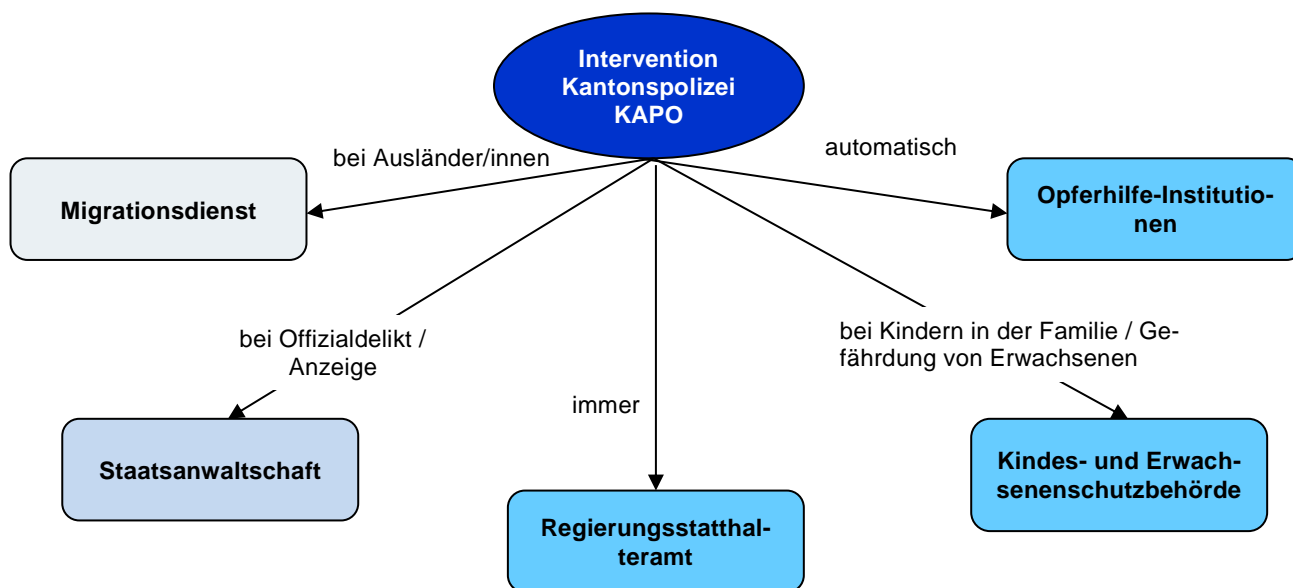 Intervention
Kantonspolizei
KAPO
bei Ausländer/innen
automatisch
Migrationsdienst
Opferhilfe-Institutio-
nen
bei Offizialdelikt /
Anzeige
bei Kindern in der Familie / Ge-
fährdung von Erwachsenen
immer
Staatsanwaltschaft
Kindes- und Erwach-
senenschutzbehörde
Regierungsstatthal-
teramt